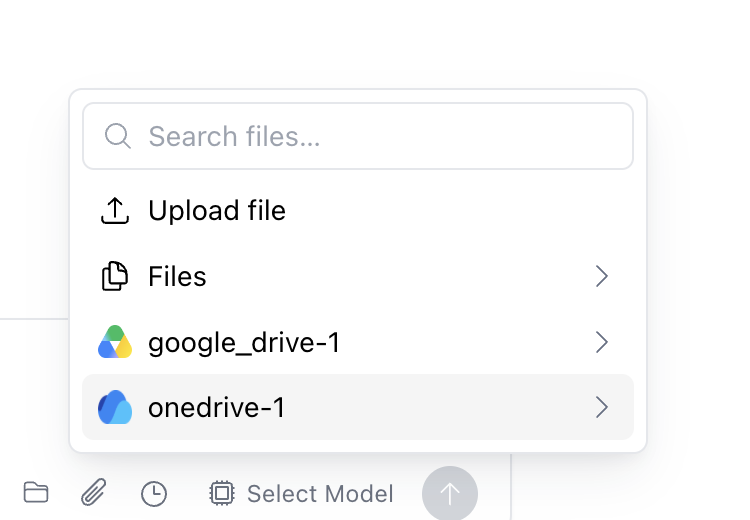 Search files...
Upload file
Files
google_drive-1
onedrive-1
Select Model